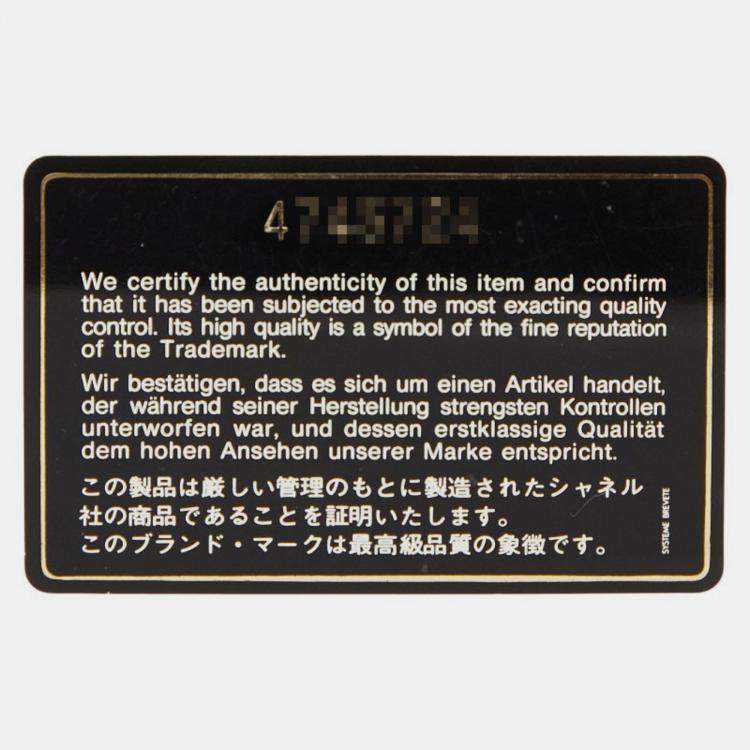 4
We certify the authenticity of this item and confirm
that it has been subjected to the most exacting quality
control. Its high quality is a symbol of the fine reputation
of the Trademark.
Wir bestätigen, dass es sich um einen Artikel handelt,
der während seiner Herstellung strengsten Kontrollen
unterworfen war, und dessen erstklassige Qualität
dem hohen Ansehen unserer Marke entspricht.
この製品は厳しい管理のもとに製造されたシャネル
社の商品であることを証明いたします。
このブランド・マークは最高級品質の象徴です。
SYSTEME BREVETE